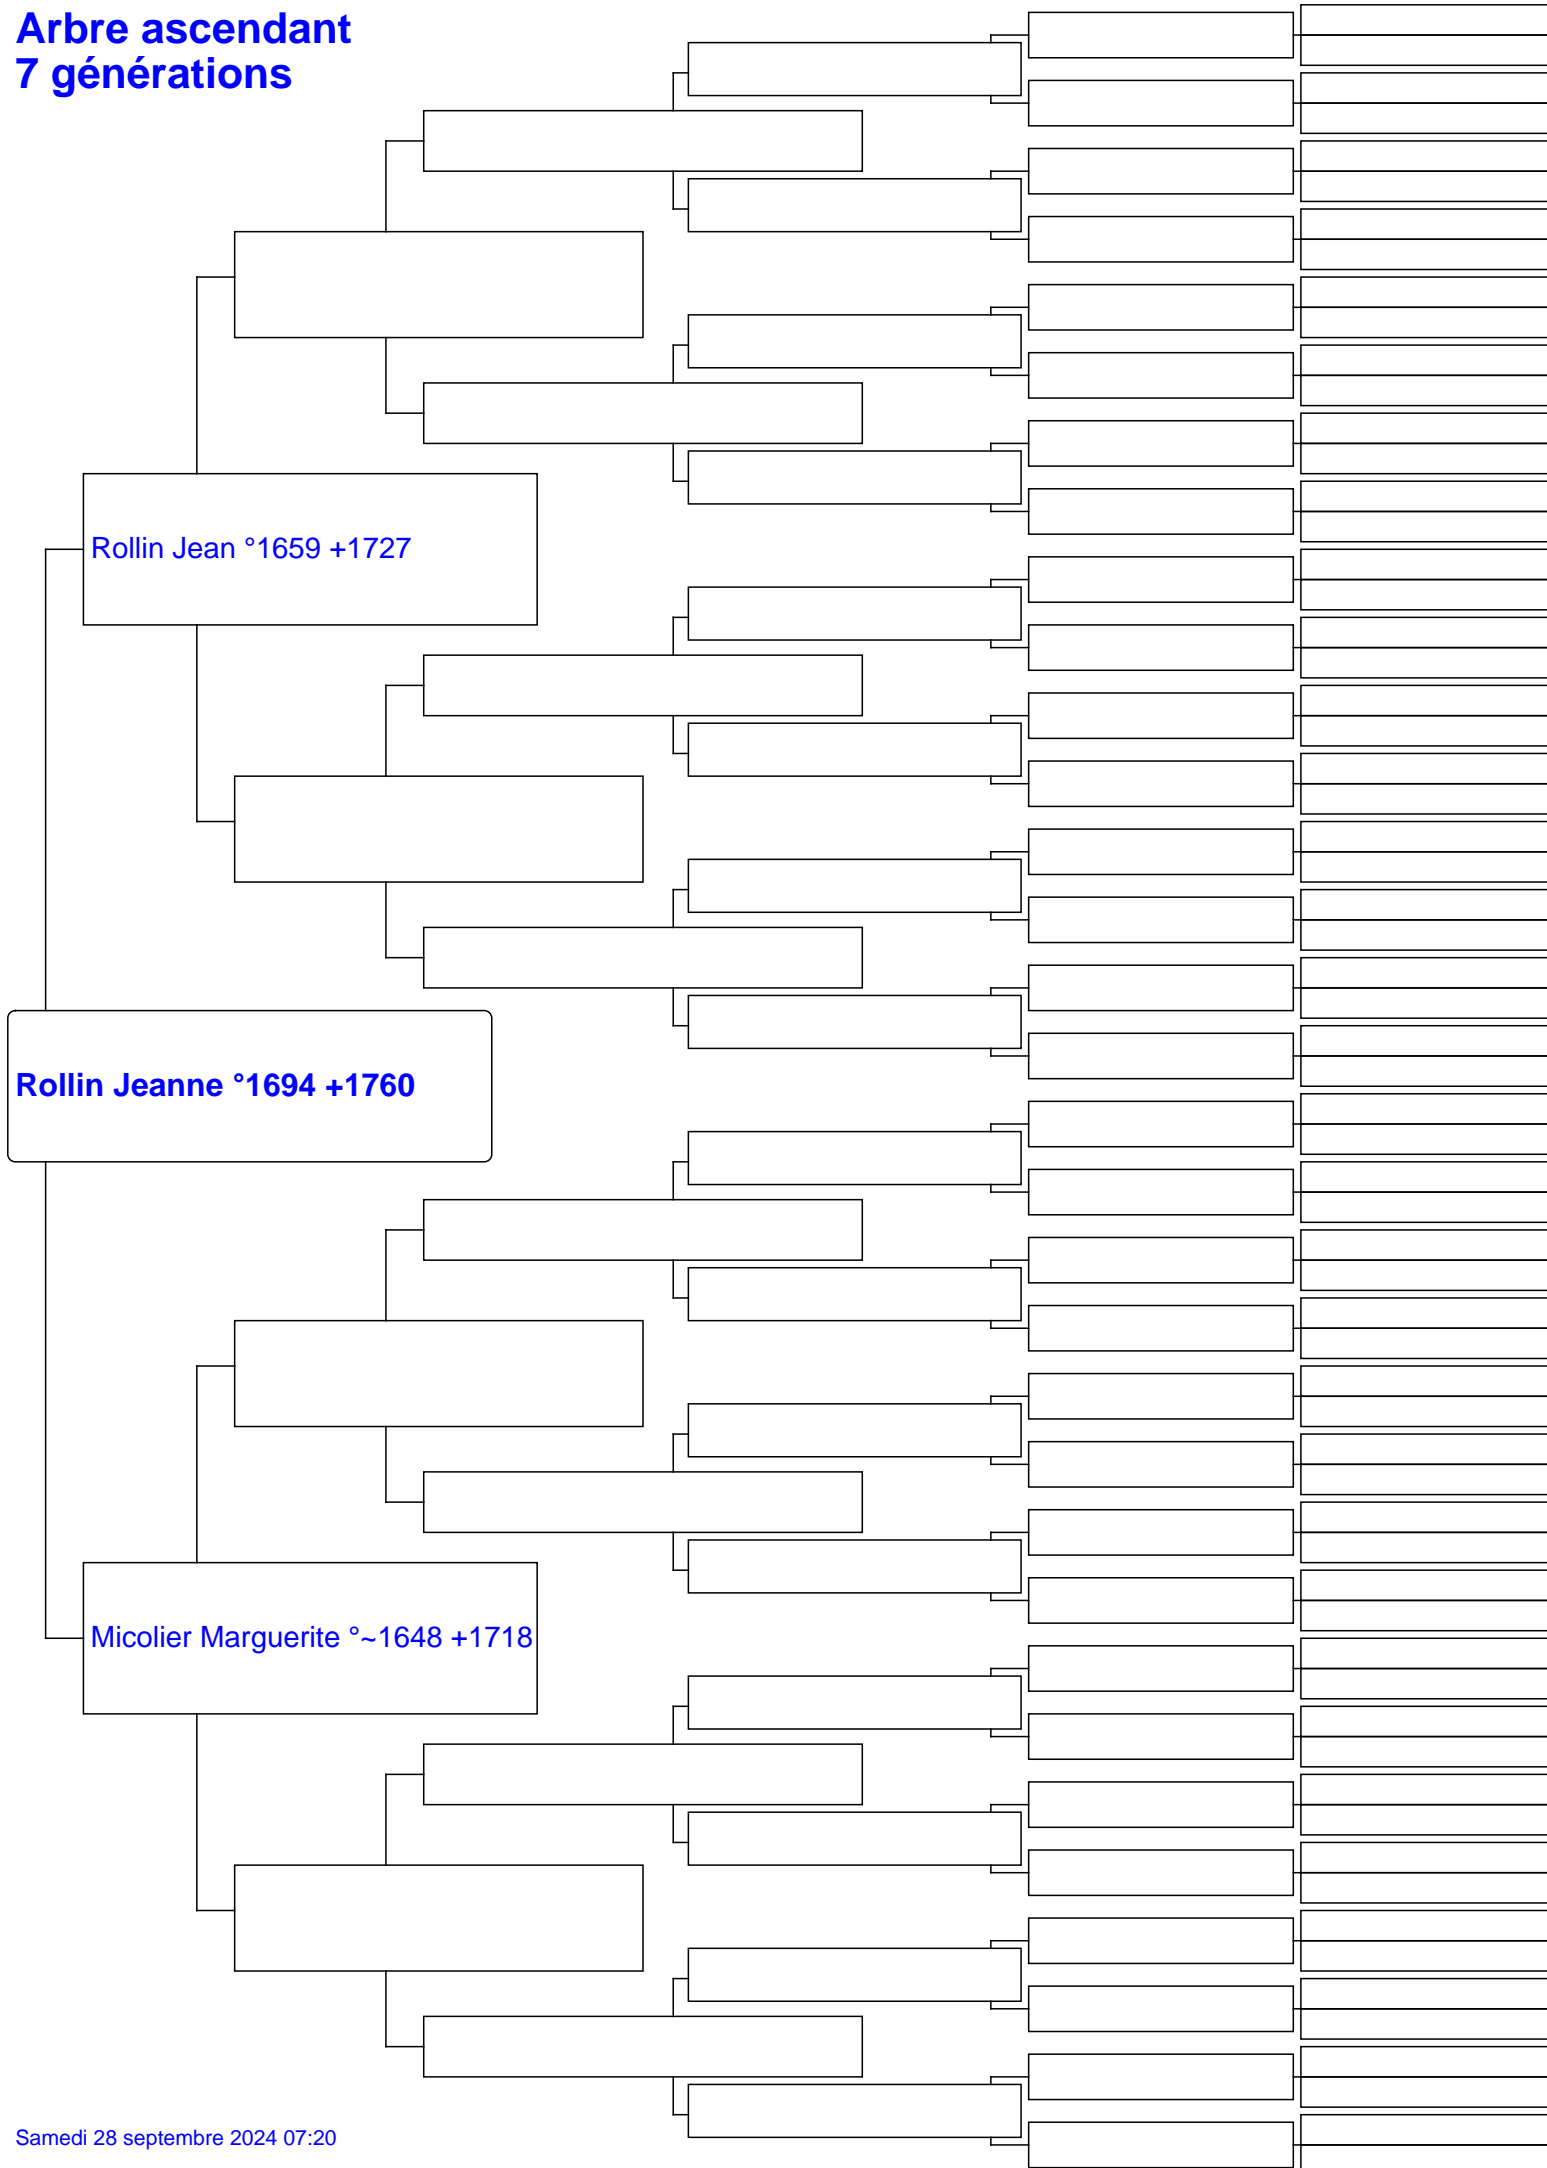 Arbre ascendant
7 générations
Rollin Jean °1659 +1727
Rollin Jeanne °1694 +1760
Micolier Marguerite °~1648 +1718
Samedi 28 septembre 2024 07:20